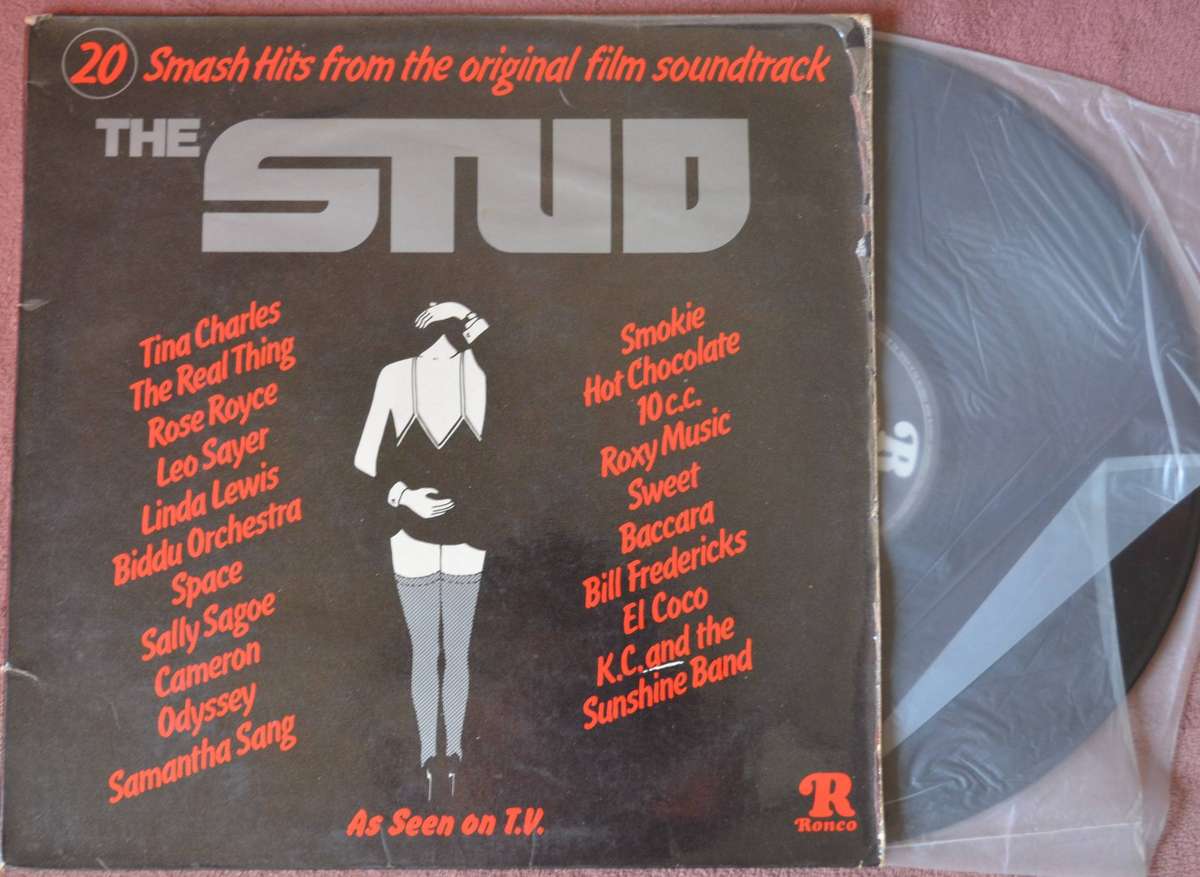 20 Smash Hits from the original film soundtrack
THE STUD
Tina Charles
The Real Thing
Rose Royce
Leo Sayer
Linda Lewis
Biddu Orchestra
Space
Sally Sagoe
Cameron
Odyssey
Samantha Sang
Smokie
Hot Chocolate
10 c.c.
Roxy Music
Sweet
Baccara
Bill Fredericks
El Coco
K.C. and the
Sunshine Band
As Seen on T.V.
R
Ronco
R